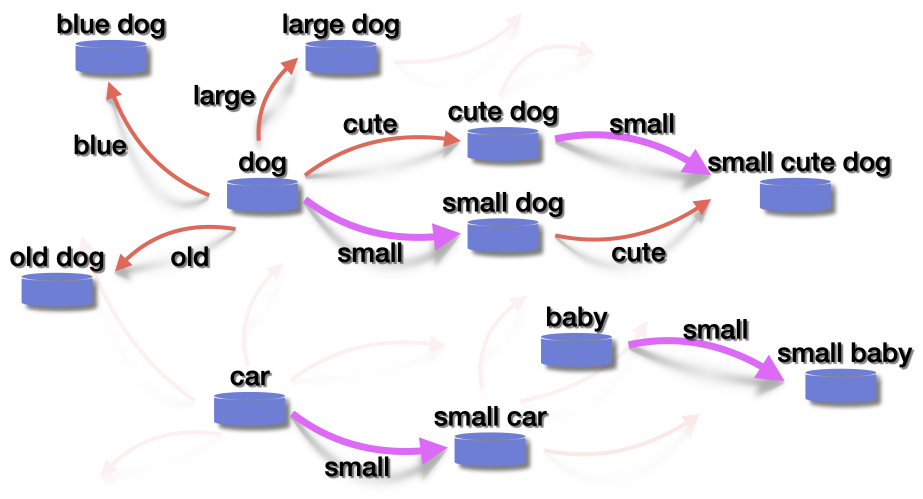 blue dog
large dog
large
cute dog
cute
small
blue
dog
small cute dog
small dog
old dog
old
small
cute
baby
small
small baby
car
small car
small